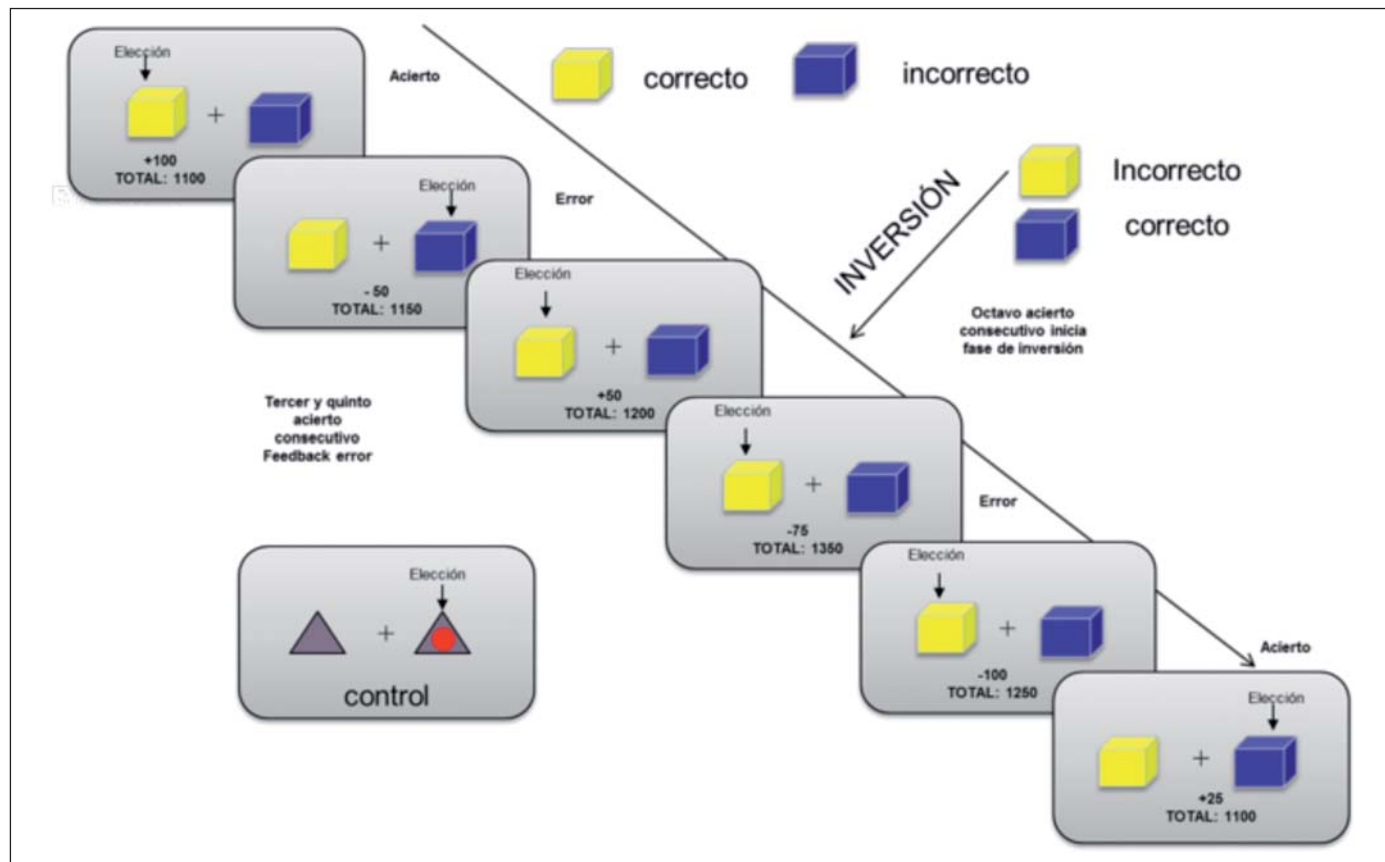 Elección
+100
TOTAL: 1100
Acierto
correcto
incorrecto
Elección
- 50
TOTAL: 1150
Error
Incorrecto
correcto
INVERSIÓN
Octavo acierto
consecutivo inicia
fase de inversión
Elección
+50
TOTAL: 1200
Tercer y quinto
acierto
consecutivo
Feedback error
Elección
-75
TOTAL: 1350
Error
Elección
control
Elección
-100
TOTAL: 1250
Acierto
Elección
+25
TOTAL: 1100